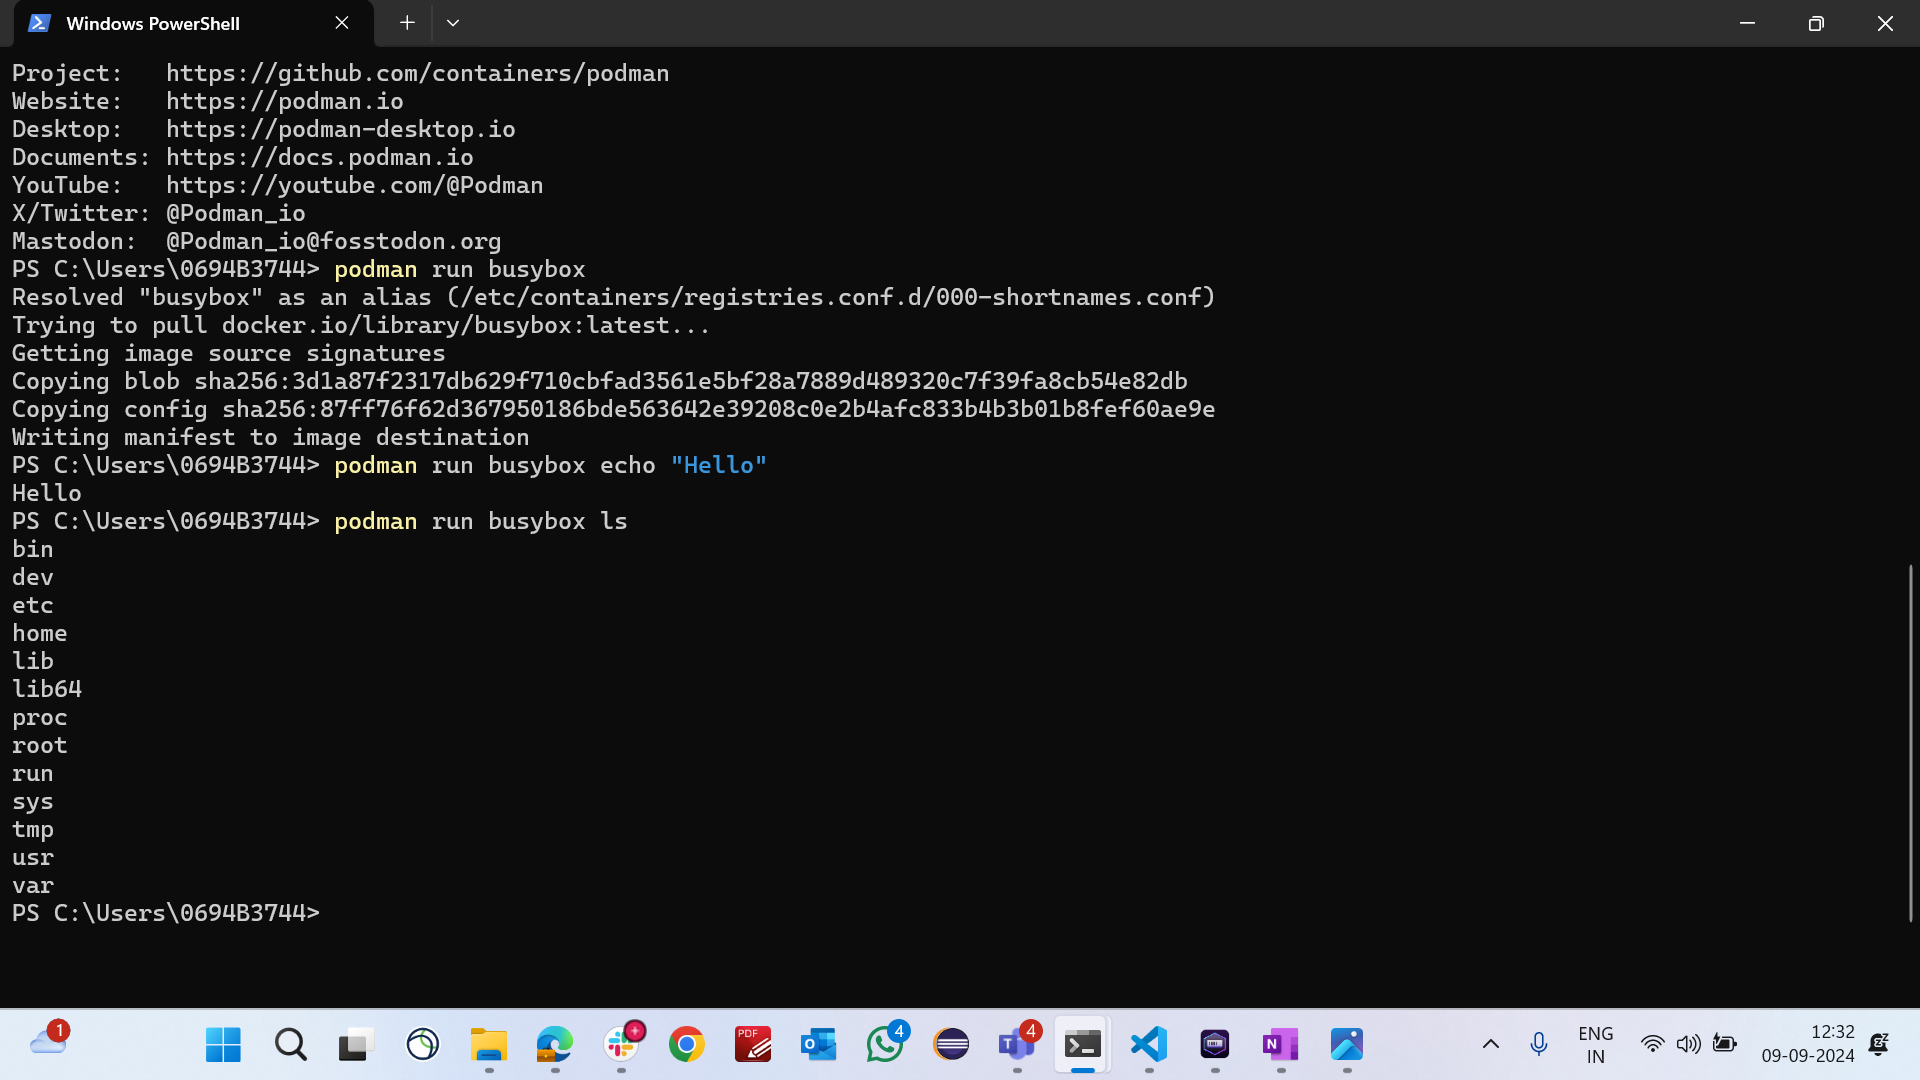 Windows PowerShell
Project:   https://github.com/containers/podman
Website:   https://podman.io
Desktop:   https://podman-desktop.io
Documents: https://docs.podman.io
YouTube:   https://youtube.com/@Podman
X/Twitter: @Podman_io
Mastodon:  @Podman_io@fosstodon.org
PS C:\Users\0694B3744> podman run busybox
Resolved "busybox" as an alias (/etc/containers/registries.conf.d/000-shortnames.conf)
Trying to pull docker.io/library/busybox:latest...
Getting image source signatures
Copying blob sha256:3d1a87f2317db629f710cbfad3561e5bf28a7889d489320c7f39fa8cb54e82db
Copying config sha256:87ff76f62d367950186bde563642e39208c0e2b4afc833b4b3b01b8fef60ae9e
Writing manifest to image destination
PS C:\Users\0694B3744> podman run busybox echo "Hello"
Hello
PS C:\Users\0694B3744> podman run busybox ls
bin
dev
etc
home
lib
lib64
proc
root
run
sys
tmp
usr
var
PS C:\Users\0694B3744>
1
PDF
4
4
ENG
IN
12:32
09-09-2024